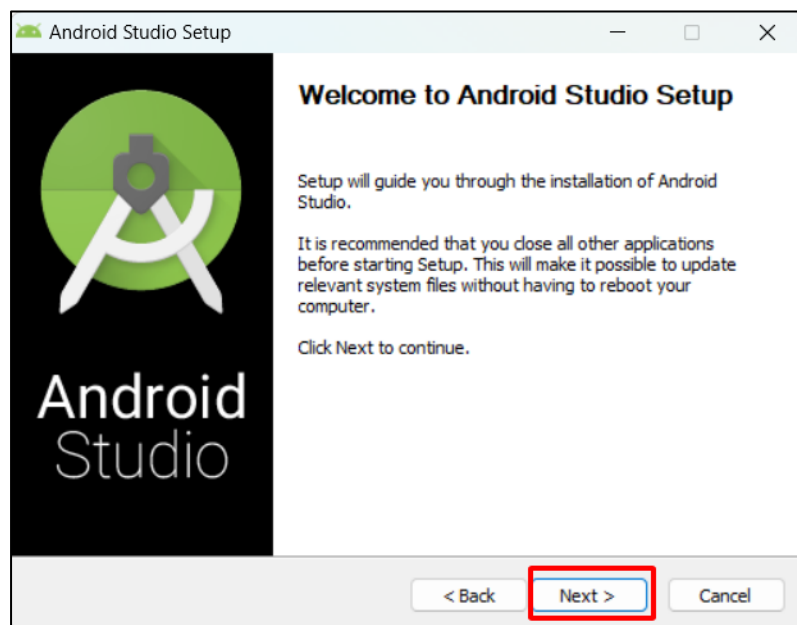 Android Studio Setup
Welcome to Android Studio Setup
Setup will guide you through the installation of Android
Studio.
It is recommended that you close all other applications
before starting Setup. This will make it possible to update
relevant system files without having to reboot your
computer.
Click Next to continue.
Android
Studio
< Back Next > Cancel